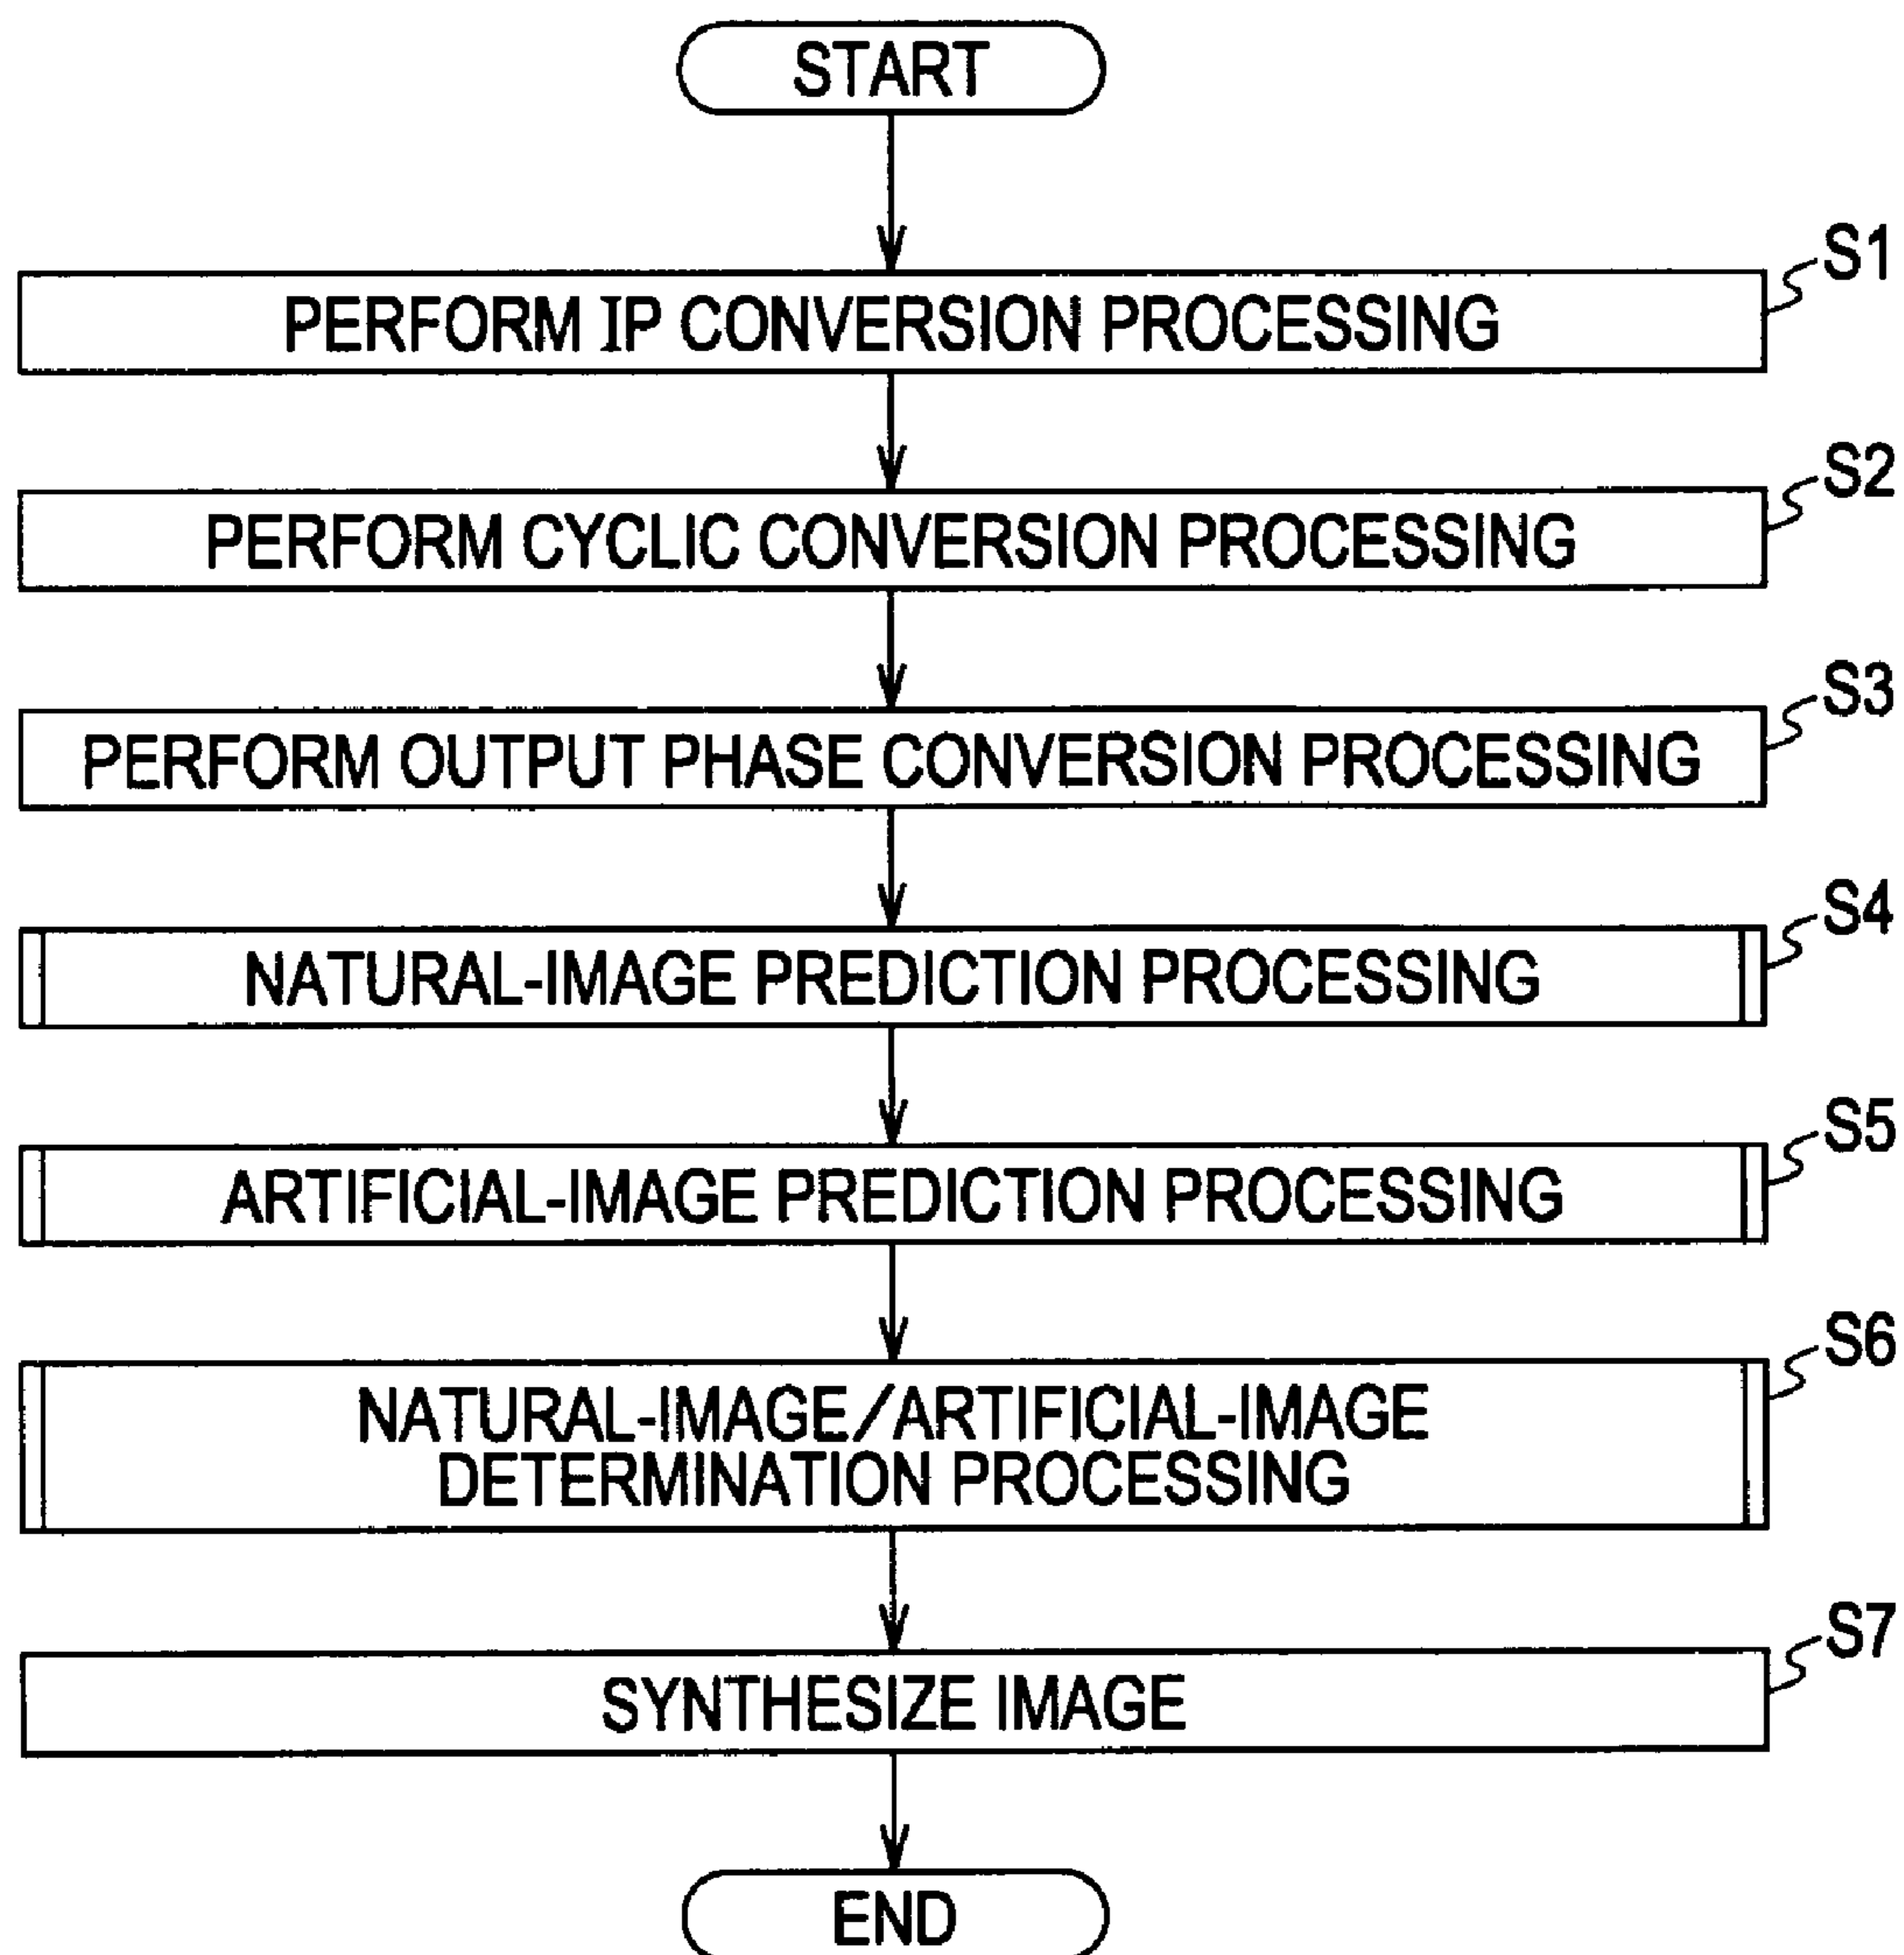 START
S1
PERFORM IP CONVERSION PROCESSING
S2
PERFORM CYCLIC CONVERSION PROCESSING
S3
PERFORM OUTPUT PHASE CONVERSION PROCESSING
S4
NATURAL-IMAGE PREDICTION PROCESSING
S5
ARTIFICIAL-IMAGE PREDICTION PROCESSING
S6
NATURAL-IMAGE/ARTIFICIAL-IMAGE
DETERMINATION PROCESSING
S7
SYNTHESIZE IMAGE
END